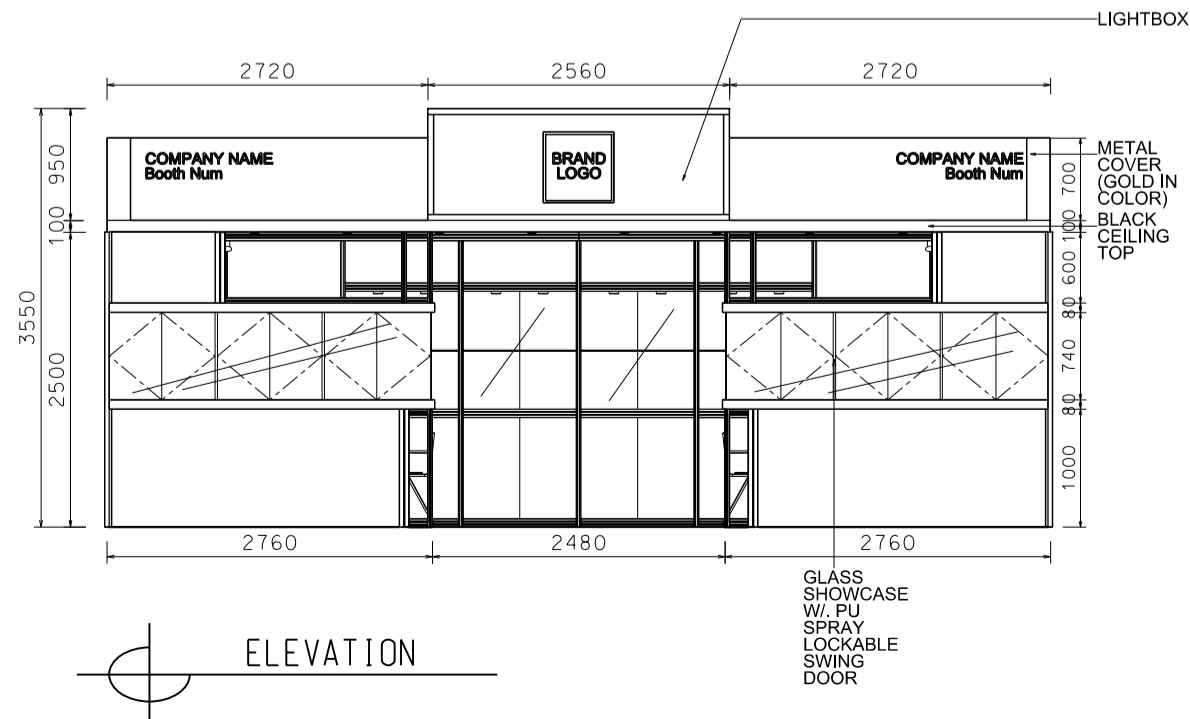 LIGHTBOX
2720
2560
2720
COMPANY NAME
Booth Num
BRAND
LOGO
COMPANY NAME
Booth Num
METAL
COVER
(GOLD IN
COLOR)
BLACK
CEILING
TOP
3550
950
100
2500
700
100
600
80
740
80
1000
2760
2480
2760
GLASS
SHOWCASE
W/. PU
SPRAY
LOCKABLE
SWING
DOOR
ELEVATION